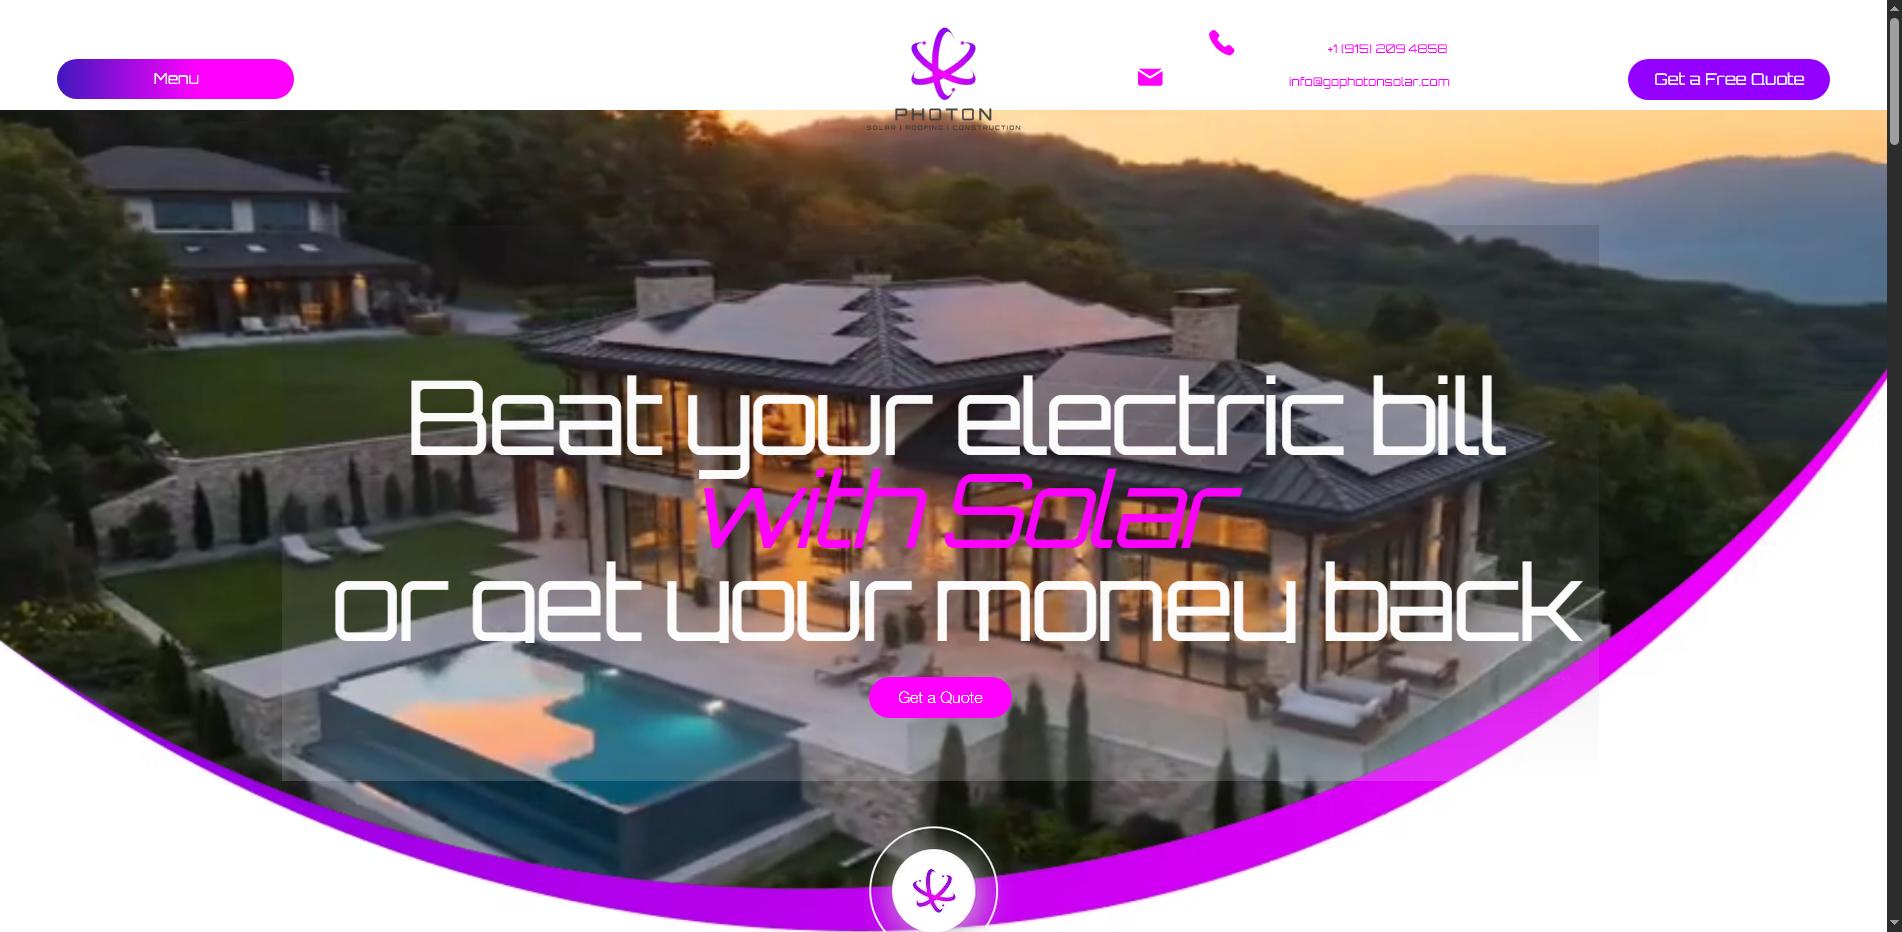 Menu
PHOTON
SOLAR | ROOFING | CONSTRUCTION
+1 (915) 209 4858
info@gophotonsolar.com
Get a Free Quote
Beat your electric bill
with Solar
or get your money back
Get a Quote